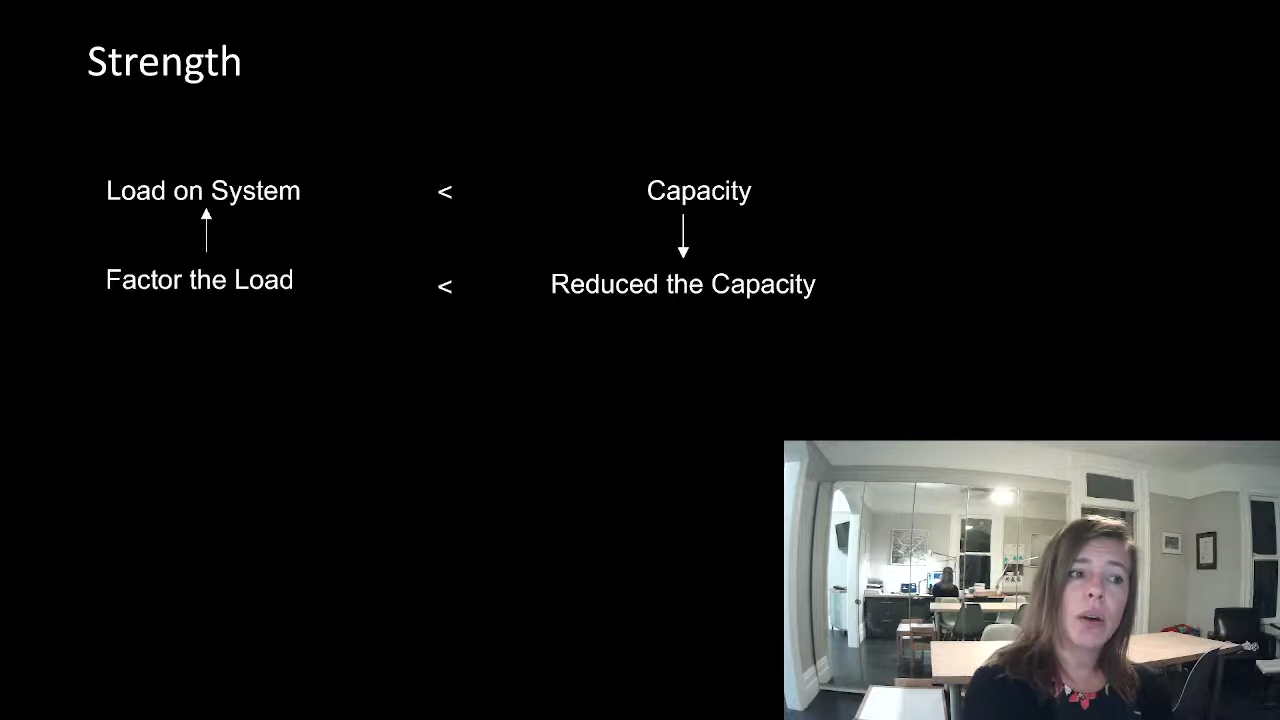 Strength
Load on System < Capacity
Factor the Load < Reduced the Capacity